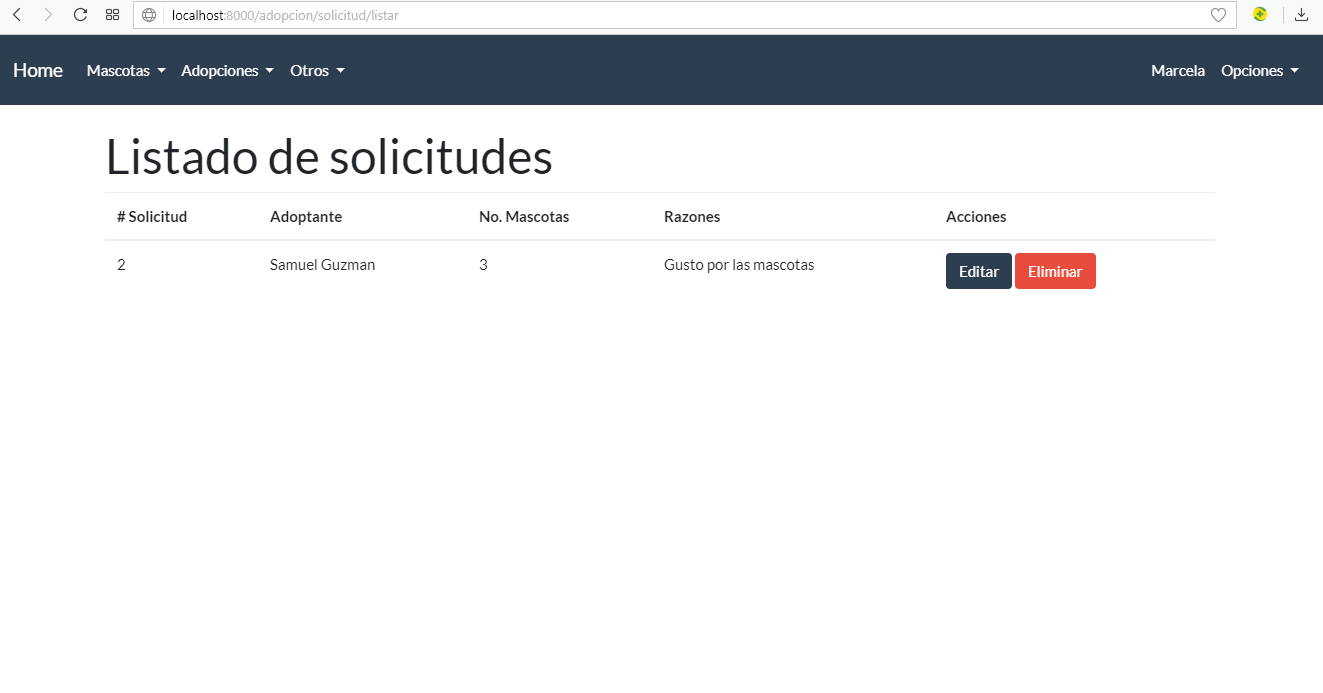 localhost:8000/adopcion/solicitud/listar
Home Mascotas Adopciones Otros Marcela Opciones
Listado de solicitudes
# Solicitud Adoptante No. Mascotas Razones Acciones
2 Samuel Guzman 3 Gusto por las mascotas Editar Eliminar